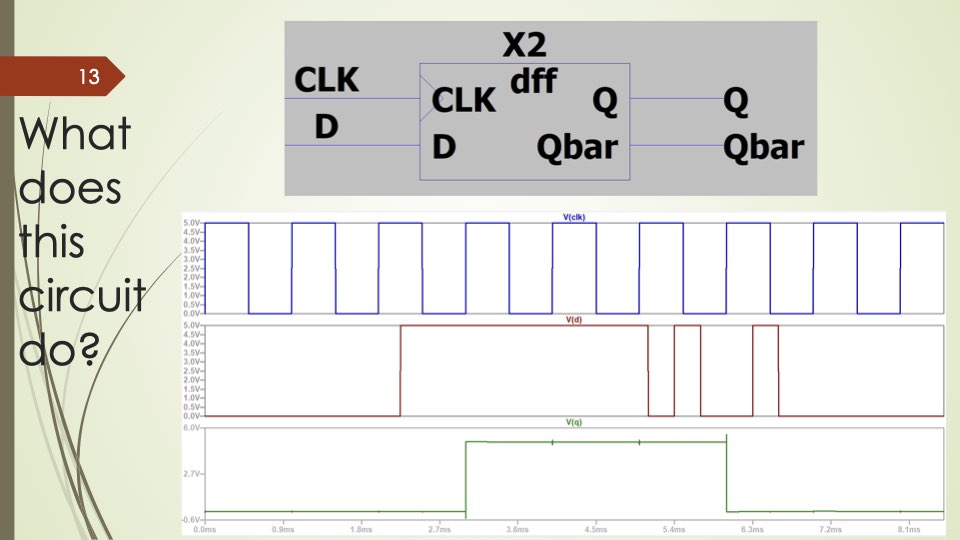 13
What
does
this
circuit
do?
X2
dff
CLK
D
CLK
D
Q
Qbar
Q
Qbar
V(clk)
5.0V
4.5V
4.0V
3.5V
3.0V
2.5V
2.0V
1.5V
1.0V
0.5V
0.0V
V(d)
5.0V
4.5V
4.0V
3.5V
3.0V
2.5V
2.0V
1.5V
1.0V
0.5V
0.0V
V(q)
6.0V
2.7V
-0.6V
0.0ms 0.9ms 1.8ms 2.7ms 3.6ms 4.5ms 5.4ms 6.3ms 7.2ms 8.1ms